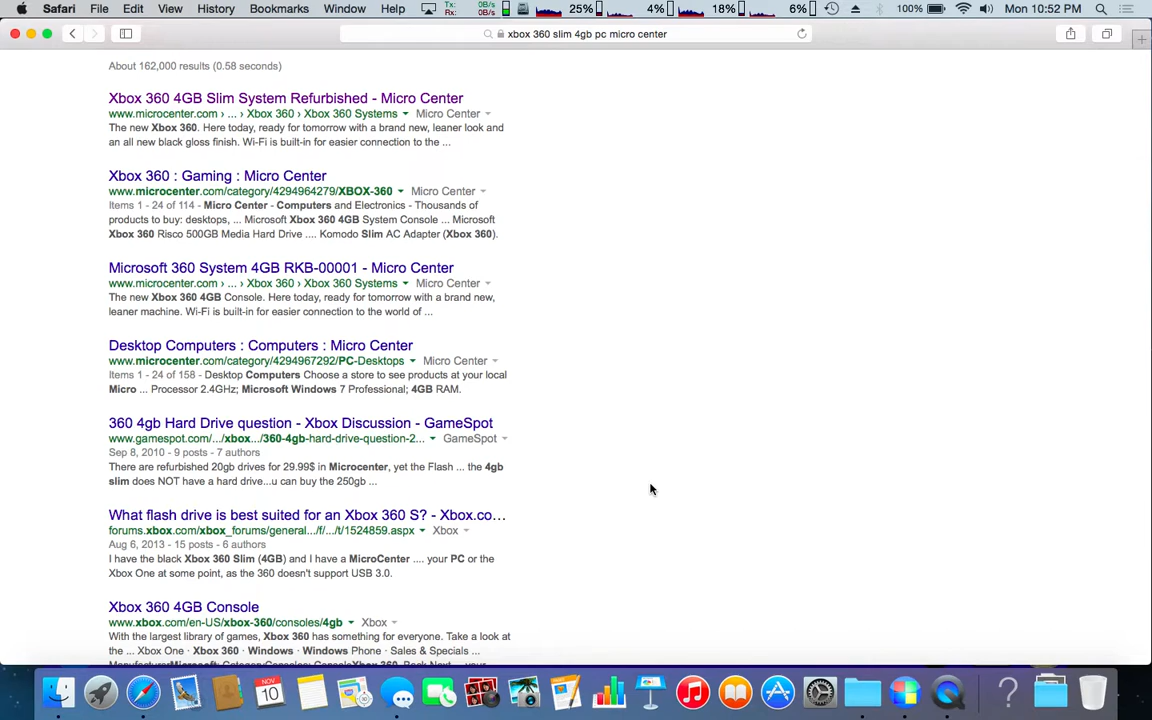 Safari File Edit View History Bookmarks Window Help Tx: 0B/s Rx: 0B/s 25% 4% 18% 6% 100% Mon 10:52 PM
xbox 360 slim 4gb pc micro center
About 162,000 results (0.58 seconds)
Xbox 360 4GB Slim System Refurbished - Micro Center
www.microcenter.com › ... › Xbox 360 › Xbox 360 Systems Micro Center
The new Xbox 360. Here today, ready for tomorrow with a brand new, leaner look and
an all new black gloss finish. Wi-Fi is built-in for easier connection to the ...
Xbox 360 : Gaming : Micro Center
www.microcenter.com/category/4294964279/XBOX-360 Micro Center
Items 1 - 24 of 114 - Micro Center - Computers and Electronics - Thousands of
products to buy: desktops, ... Microsoft Xbox 360 4GB System Console ... Microsoft
Xbox 360 Risco 500GB Media Hard Drive .... Komodo Slim AC Adapter (Xbox 360).
Microsoft 360 System 4GB RKB-00001 - Micro Center
www.microcenter.com › ... › Xbox 360 › Xbox 360 Systems Micro Center
The new Xbox 360 4GB Console. Here today, ready for tomorrow with a brand new,
leaner machine. Wi-Fi is built-in for easier connection to the world of ...
Desktop Computers : Computers : Micro Center
www.microcenter.com/category/4294967292/PC-Desktops Micro Center
Items 1 - 24 of 158 - Desktop Computers Choose a store to see products at your local
Micro ... Processor 2.4GHz; Microsoft Windows 7 Professional; 4GB RAM.
360 4gb Hard Drive question - Xbox Discussion - GameSpot
www.gamespot.com/.../xbox.../360-4gb-hard-drive-question-2... GameSpot
Sep 8, 2010 - 9 posts - 7 authors
There are refurbished 20gb drives for 29.99$ in Microcenter, yet the Flash ... the 4gb
slim does NOT have a hard drive...u can buy the 250gb ...
What flash drive is best suited for an Xbox 360 S? - Xbox.co...
forums.xbox.com/xbox_forums/general.../f/.../t/1524859.aspx Xbox
Aug 6, 2013 - 15 posts - 6 authors
I have the black Xbox 360 Slim (4GB) and I have a MicroCenter .... your PC or the
Xbox One at some point, as the 360 doesn't support USB 3.0.
Xbox 360 4GB Console
www.xbox.com/en-US/xbox-360/consoles/4gb Xbox
With the largest library of games, Xbox 360 has something for everyone. Take a look at
the ... Xbox One · Xbox 360 · Windows · Windows Phone · Sales & Specials ...
NOV
10